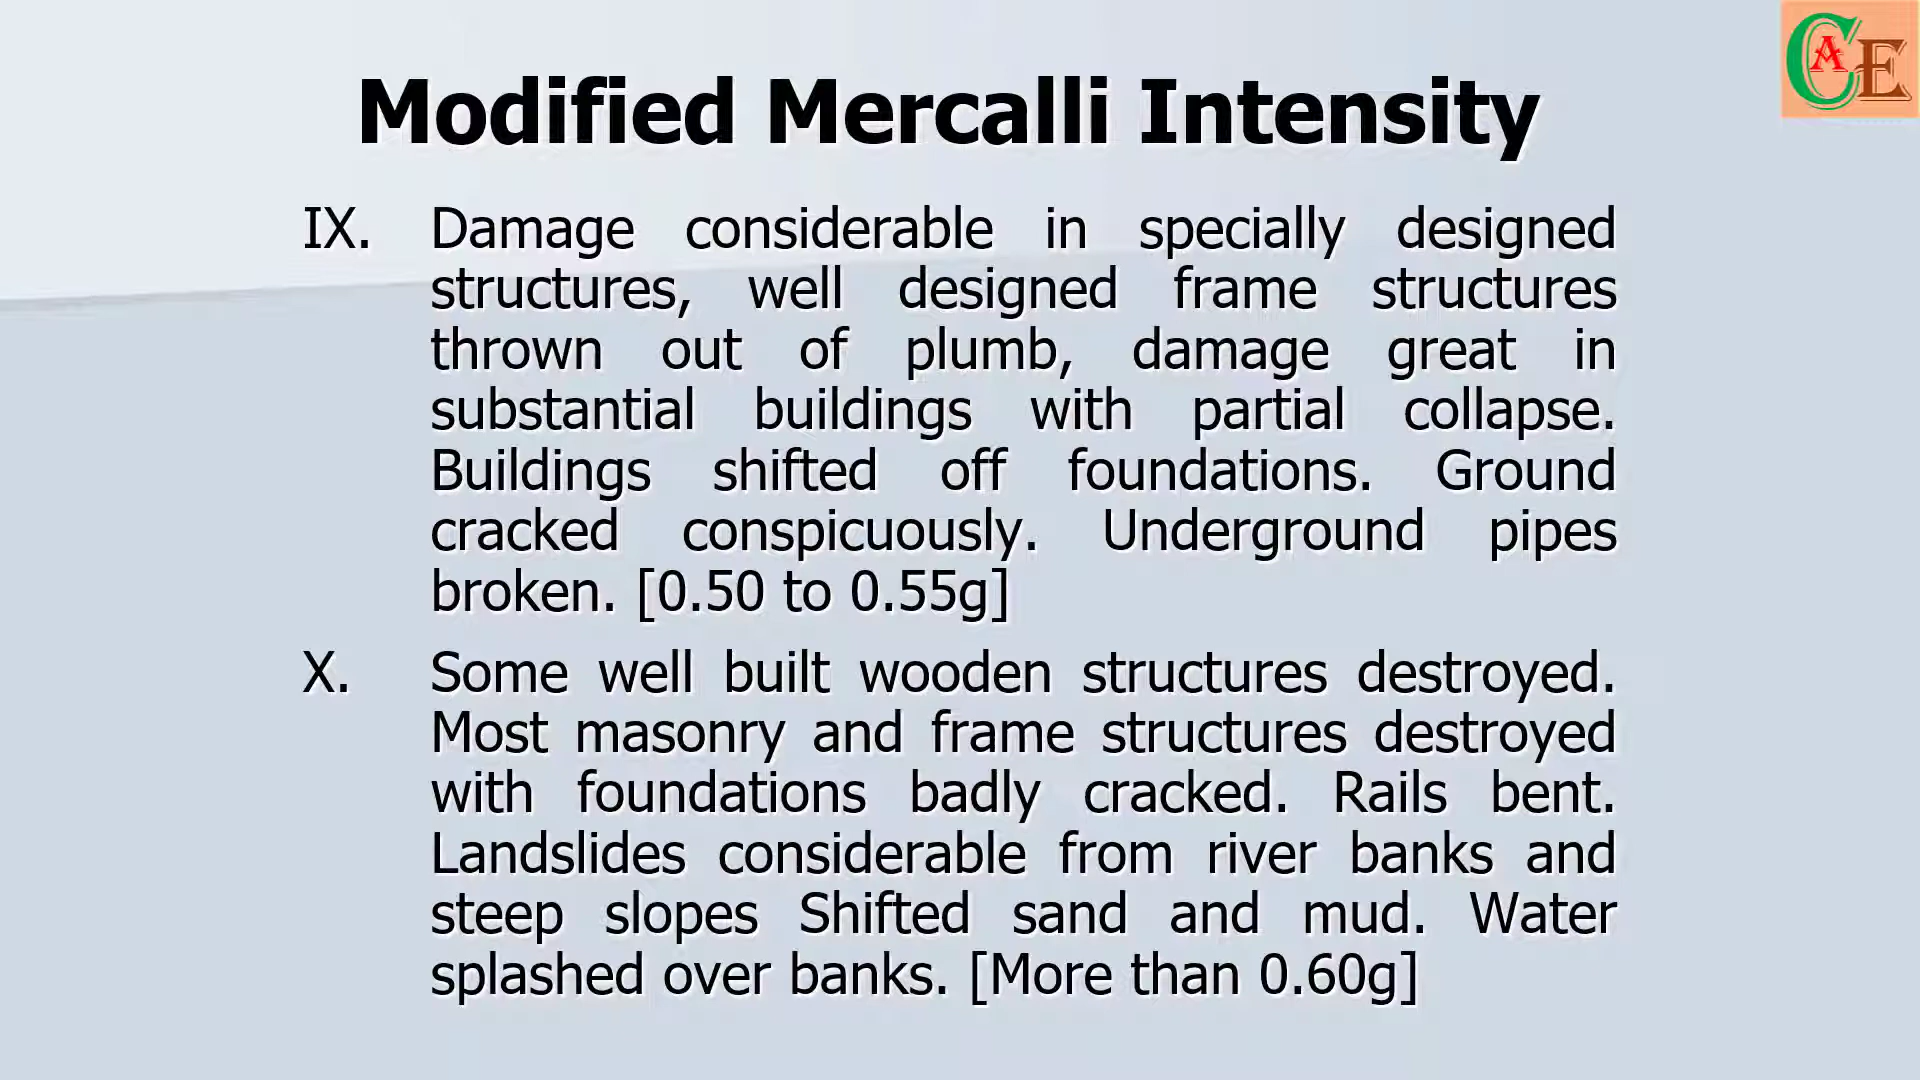 CAE
Modified Mercalli Intensity
IX. Damage considerable in specially designed
structures, well designed frame structures
thrown out of plumb, damage great in
substantial buildings with partial collapse.
Buildings shifted off foundations. Ground
cracked conspicuously. Underground pipes
broken. [0.50 to 0.55g]
X. Some well built wooden structures destroyed.
Most masonry and frame structures destroyed
with foundations badly cracked. Rails bent.
Landslides considerable from river banks and
steep slopes Shifted sand and mud. Water
splashed over banks. [More than 0.60g]